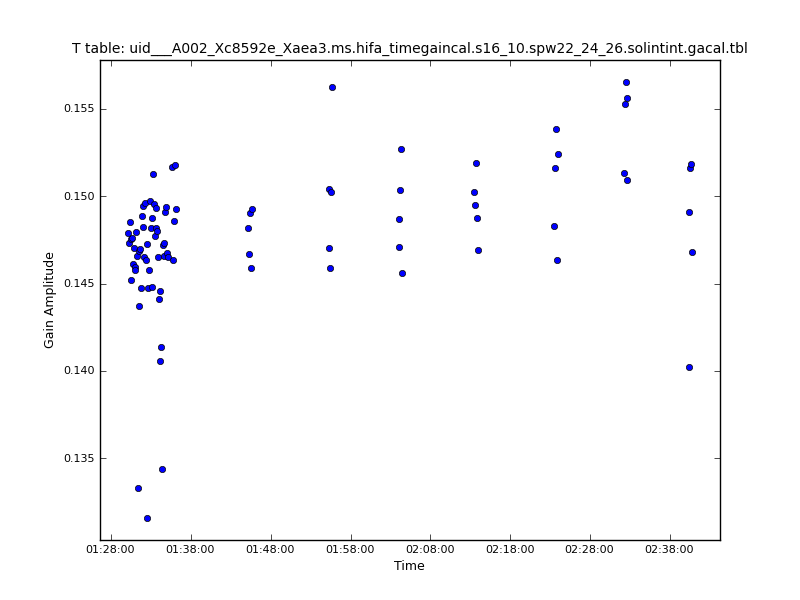 T table: uid___A002_Xc8592e_Xaea3.ms.hifa_timegaincal.s16_10.spw22_24_26.solintint.gacal.tbl
0.155
0.150
0.145
0.140
0.135
Gain Amplitude
01:28:00 01:38:00 01:48:00 01:58:00 02:08:00 02:18:00 02:28:00 02:38:00
Time